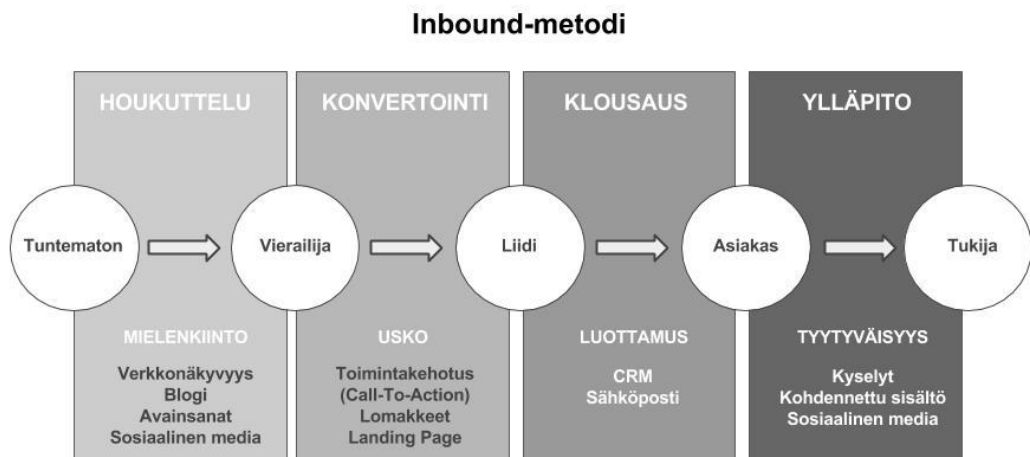 Inbound-metodi
HOUKUTTELU
KONVERTOINTI
KLOUSAUS
YLLÄPITO
Tuntematon
Vierailija
Liidi
Asiakas
Tukija
MIELENKIINTO
Verkkonäkyvyys
Blogi
Avainsanat
Sosiaalinen media
USKO
Toimintakehotus
(Call-To-Action)
Lomakkeet
Landing Page
LUOTTAMUS
CRM
Sähköposti
TYYTYVÄISYYS
Kyselyt
Kohdennettu sisältö
Sosiaalinen media